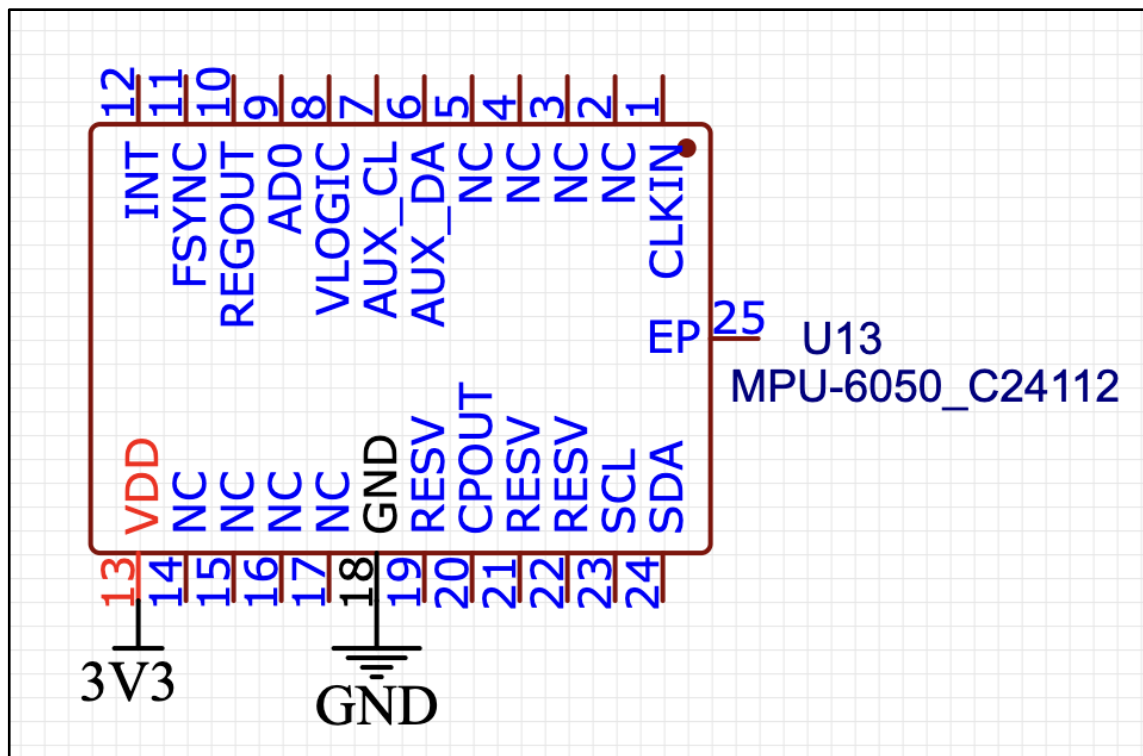 12 11 10 9 8 7 6 5 4 3 2 1
INT FSYNC REGOUT AD0 VLOGIC AUX_CL AUX_DA NC NC NC NC CLKIN
EP 25
U13
MPU-6050_C24112
VDD NC NC NC NC GND RESV CPOUT RESV RESV SCL SDA
13 14 15 16 17 18 19 20 21 22 23 24
3V3
GND